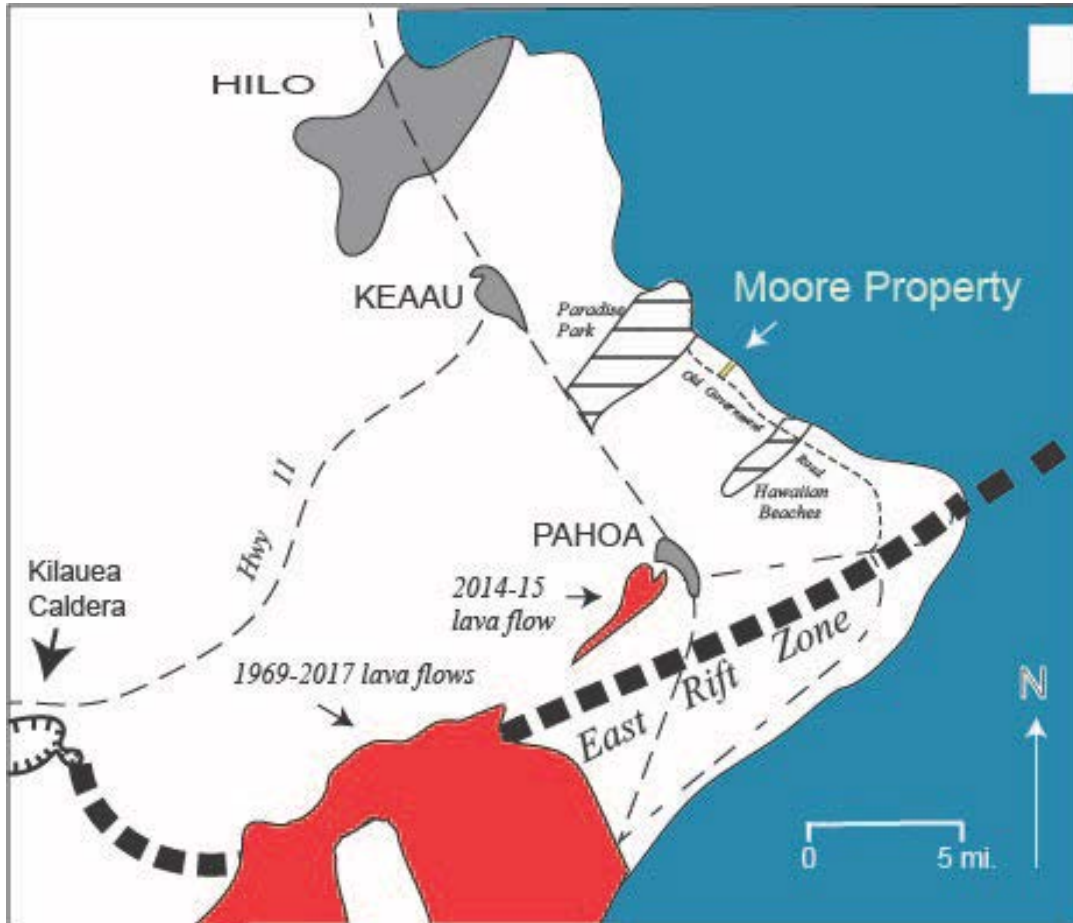 HILO
KEAAU
Paradise
Park
Moore Property
Old Government
Road
Hawaiian
Beaches
Hwy 11
PAHOA
Kilauea
Caldera
2014-15
lava flow
1969-2017 lava flows
East Rift Zone
N
0 5 mi.